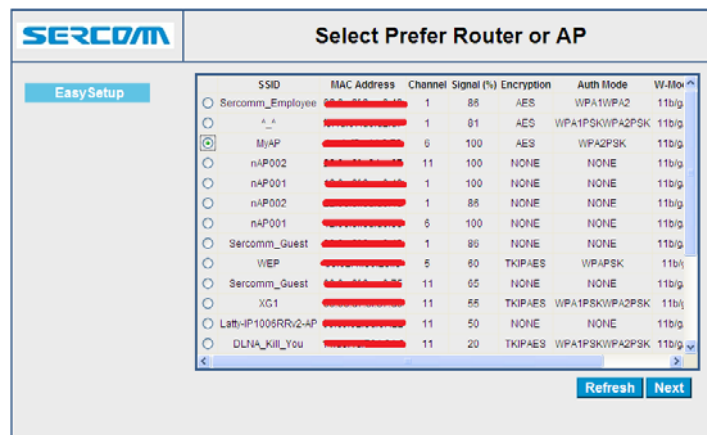 SERCOMM
Select Prefer Router or AP
EasySetup
SSID MAC Address Channel Signal (%) Encryption Auth Mode W-Mo
Sercomm_Employee 1 86 AES WPA1WPA2 11b/g
^_^ 1 81 AES WPA1PSKWPA2PSK 11b/g
MyAP 6 100 AES WPA2PSK 11b/g
nAP002 11 100 NONE NONE 11b/g
nAP001 1 100 NONE NONE 11b/g
nAP002 1 86 NONE NONE 11b/g
nAP001 6 100 NONE NONE 11b/g
Sercomm_Guest 1 86 NONE NONE 11b/g
WEP 5 60 TKIPAES WPAPSK 11b/
Sercomm_Guest 11 65 NONE NONE 11b/g
XG1 11 55 TKIPAES WPA1PSKWPA2PSK 11b/
Latty-IP1006RRv2-AP 11 50 NONE NONE 11b/g
DLNA_Kill_You 11 20 TKIPAES WPA1PSKWPA2PSK 11b/g
Refresh Next